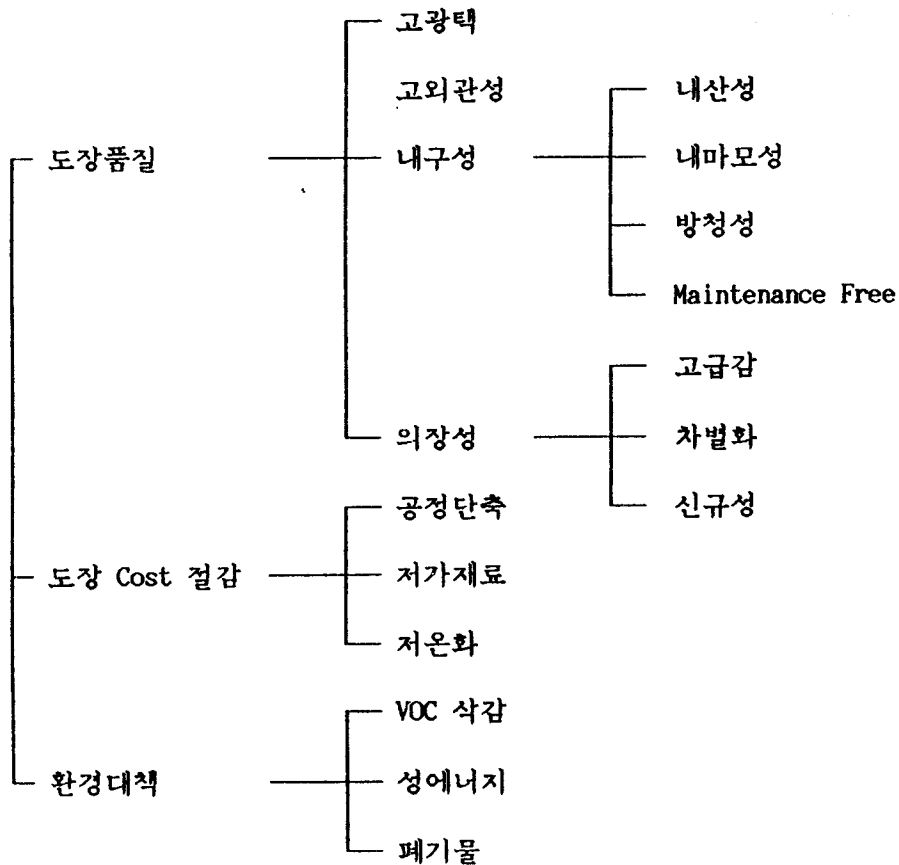 고광택
고외관성
내산성
도장품질
내구성
내마모성
방청성
Maintenance Free
고급감
의장성
차별화
공정단축
신규성
도장 Cost 절감
저가재료
저온화
VOC 삭감
환경대책
성에너지
폐기물